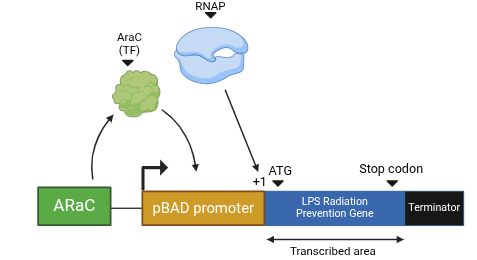 RNAP
AraC
(TF)
ATG
Stop codon
+1
ARaC
pBAD promoter
LPS Radiation
Prevention Gene
Terminator
Transcribed area